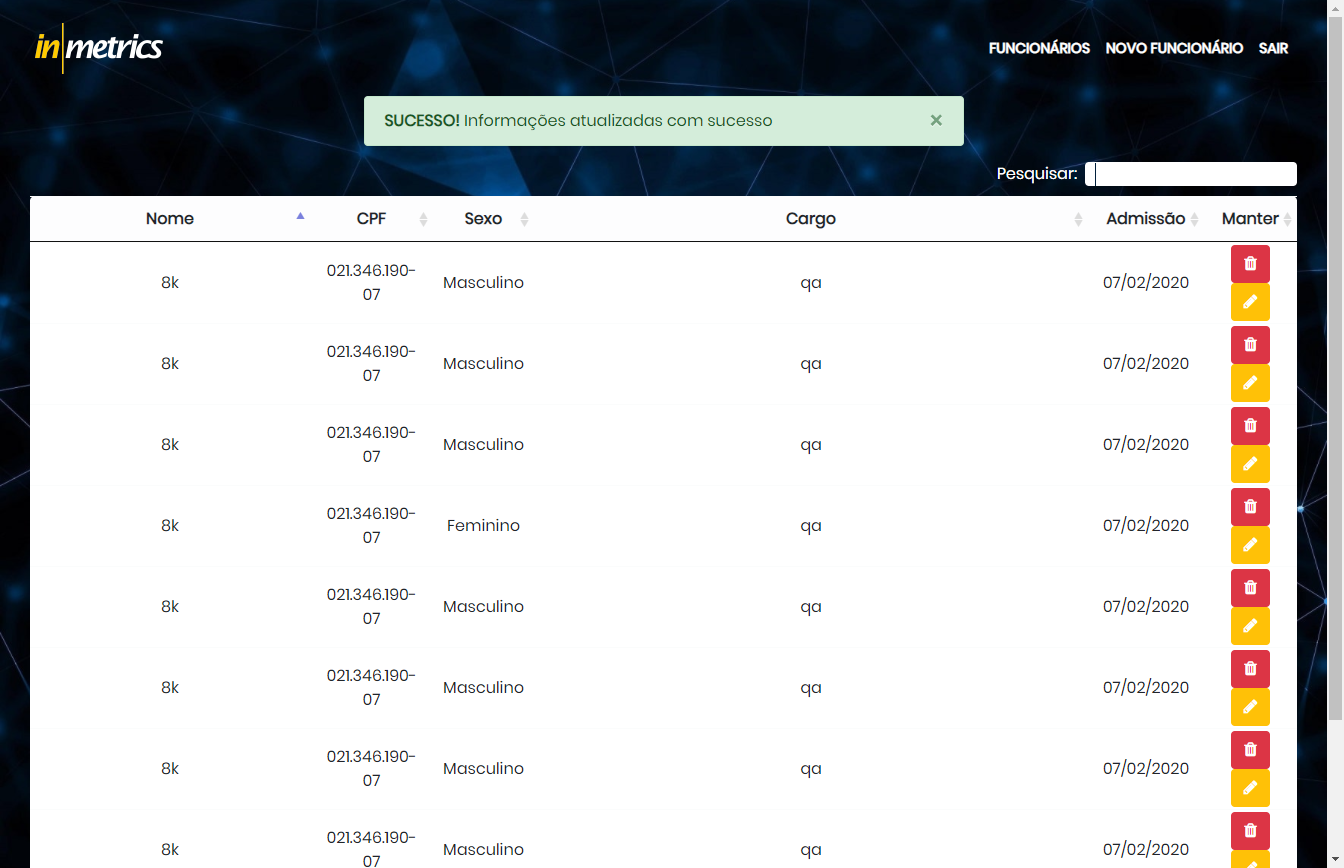 in|metrics
FUNCIONÁRIOS NOVO FUNCIONÁRIO SAIR
SUCESSO! Informações atualizadas com sucesso ×
Pesquisar:
Nome CPF Sexo Cargo Admissão Manter
8k 021.346.190-07 Masculino qa 07/02/2020
8k 021.346.190-07 Masculino qa 07/02/2020
8k 021.346.190-07 Masculino qa 07/02/2020
8k 021.346.190-07 Feminino qa 07/02/2020
8k 021.346.190-07 Masculino qa 07/02/2020
8k 021.346.190-07 Masculino qa 07/02/2020
8k 021.346.190-07 Masculino qa 07/02/2020
8k 021.346.190-07 Masculino qa 07/02/2020